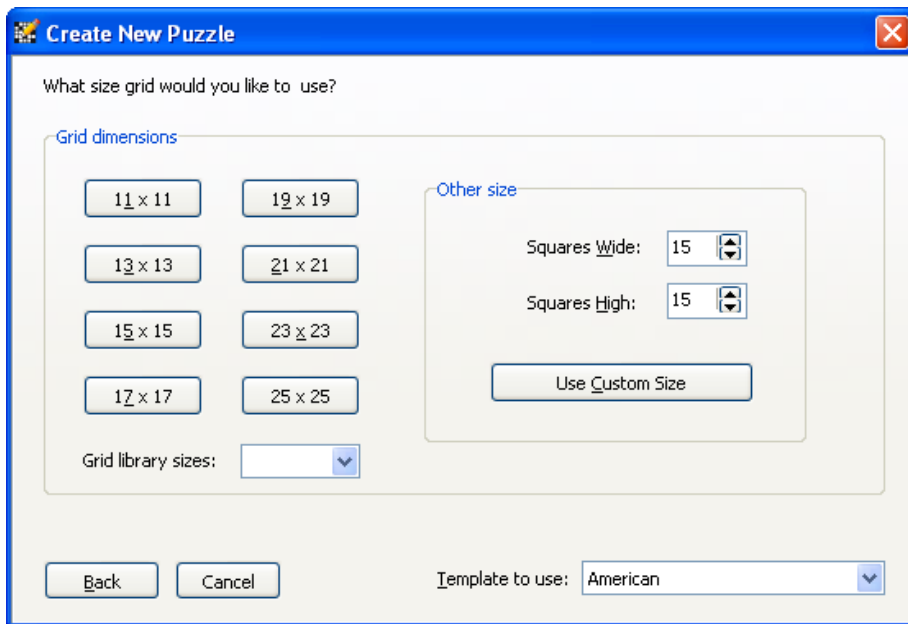 Create New Puzzle
What size grid would you like to use?
Grid dimensions
11 x 11
19 x 19
13 x 13
21 x 21
15 x 15
23 x 23
17 x 17
25 x 25
Grid library sizes:
Other size
Squares Wide: 15
Squares High: 15
Use Custom Size
Back
Cancel
Template to use: American